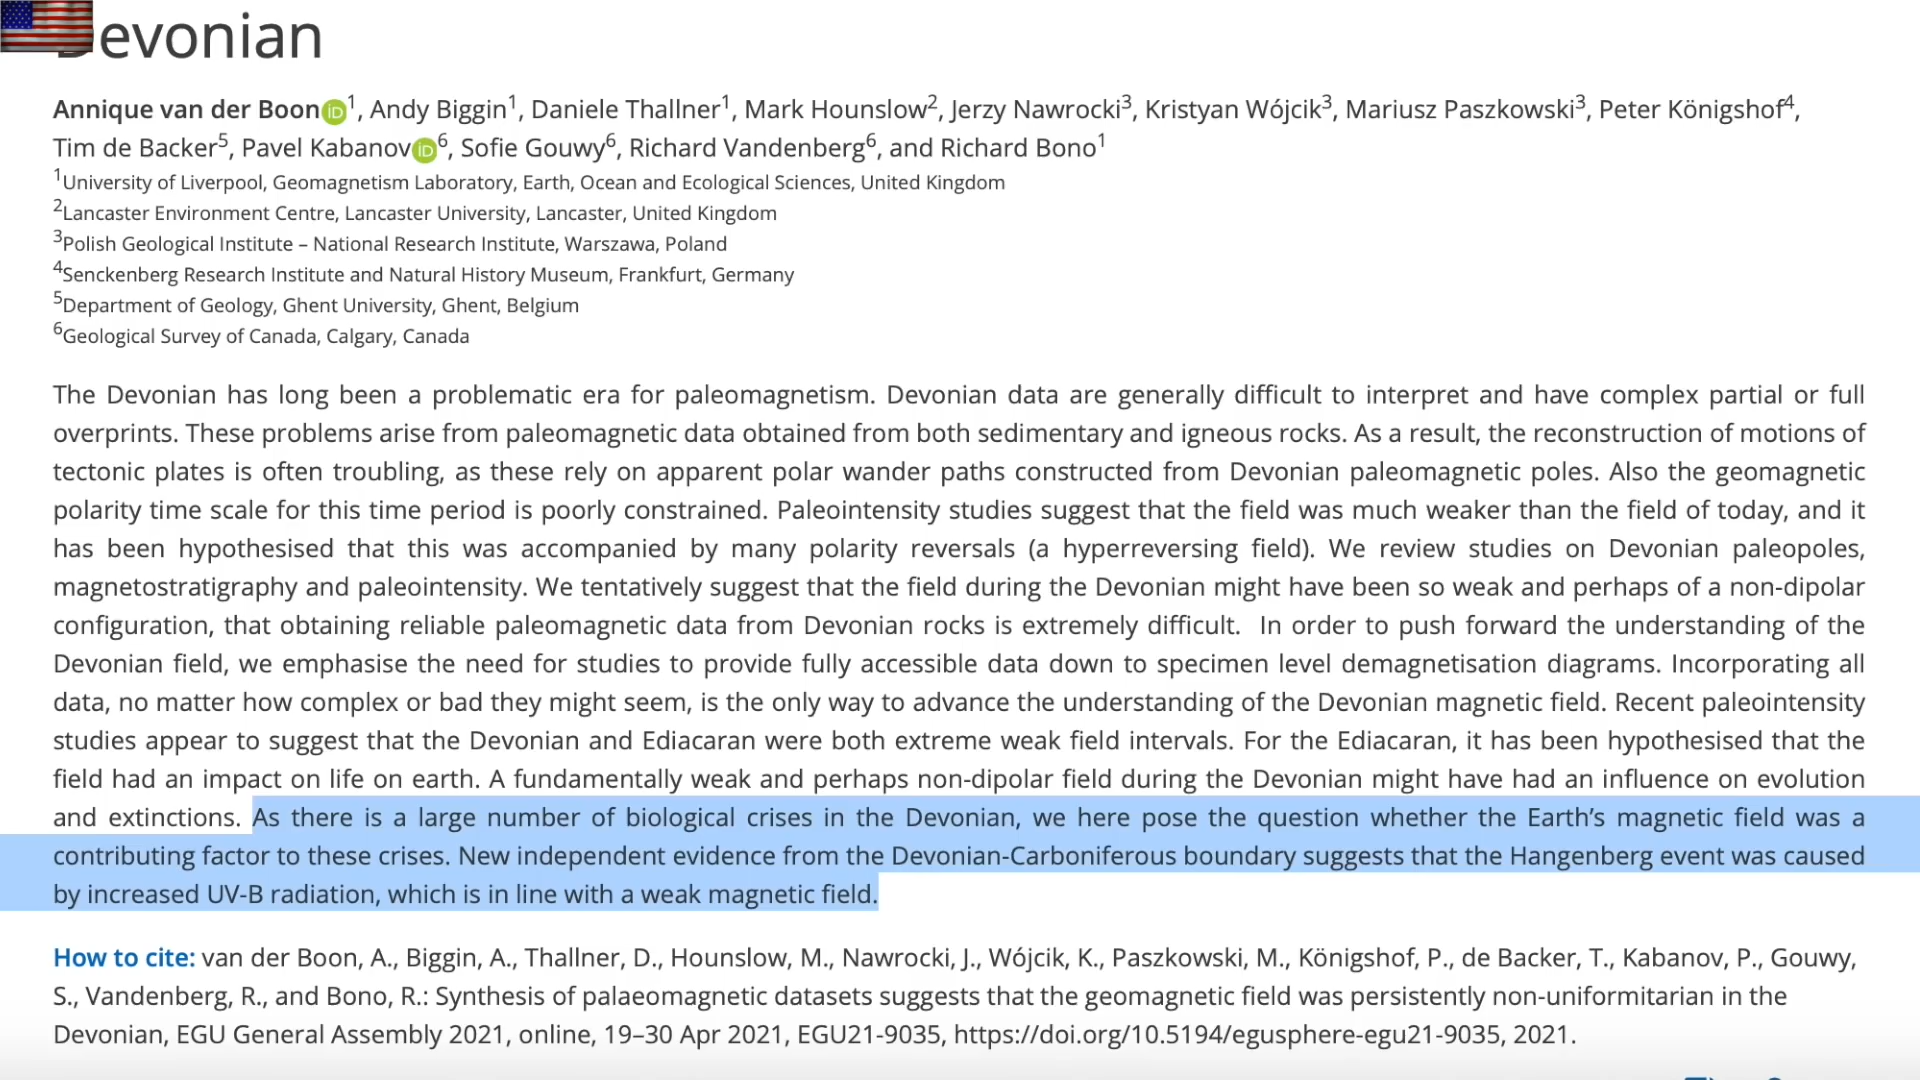 Devonian
Annique van der Boon iD 1, Andy Biggin1, Daniele Thallner1, Mark Hounslow2, Jerzy Nawrocki3, Kristyan Wójcik3, Mariusz Paszkowski3, Peter Königshof4,
Tim de Backer5, Pavel Kabanov iD 6, Sofie Gouwy6, Richard Vandenberg6, and Richard Bono1
1University of Liverpool, Geomagnetism Laboratory, Earth, Ocean and Ecological Sciences, United Kingdom
2Lancaster Environment Centre, Lancaster University, Lancaster, United Kingdom
3Polish Geological Institute – National Research Institute, Warszawa, Poland
4Senckenberg Research Institute and Natural History Museum, Frankfurt, Germany
5Department of Geology, Ghent University, Ghent, Belgium
6Geological Survey of Canada, Calgary, Canada
The Devonian has long been a problematic era for paleomagnetism. Devonian data are generally difficult to interpret and have complex partial or full
overprints. These problems arise from paleomagnetic data obtained from both sedimentary and igneous rocks. As a result, the reconstruction of motions of
tectonic plates is often troubling, as these rely on apparent polar wander paths constructed from Devonian paleomagnetic poles. Also the geomagnetic
polarity time scale for this time period is poorly constrained. Paleointensity studies suggest that the field was much weaker than the field of today, and it
has been hypothesised that this was accompanied by many polarity reversals (a hyperreversing field). We review studies on Devonian paleopoles,
magnetostratigraphy and paleointensity. We tentatively suggest that the field during the Devonian might have been so weak and perhaps of a non-dipolar
configuration, that obtaining reliable paleomagnetic data from Devonian rocks is extremely difficult.  In order to push forward the understanding of the
Devonian field, we emphasise the need for studies to provide fully accessible data down to specimen level demagnetisation diagrams. Incorporating all
data, no matter how complex or bad they might seem, is the only way to advance the understanding of the Devonian magnetic field. Recent paleointensity
studies appear to suggest that the Devonian and Ediacaran were both extreme weak field intervals. For the Ediacaran, it has been hypothesised that the
field had an impact on life on earth. A fundamentally weak and perhaps non-dipolar field during the Devonian might have had an influence on evolution
and extinctions. As there is a large number of biological crises in the Devonian, we here pose the question whether the Earth’s magnetic field was a
contributing factor to these crises. New independent evidence from the Devonian-Carboniferous boundary suggests that the Hangenberg event was caused
by increased UV-B radiation, which is in line with a weak magnetic field.
How to cite: van der Boon, A., Biggin, A., Thallner, D., Hounslow, M., Nawrocki, J., Wójcik, K., Paszkowski, M., Königshof, P., de Backer, T., Kabanov, P., Gouwy,
S., Vandenberg, R., and Bono, R.: Synthesis of palaeomagnetic datasets suggests that the geomagnetic field was persistently non-uniformitarian in the
Devonian, EGU General Assembly 2021, online, 19–30 Apr 2021, EGU21-9035, https://doi.org/10.5194/egusphere-egu21-9035, 2021.